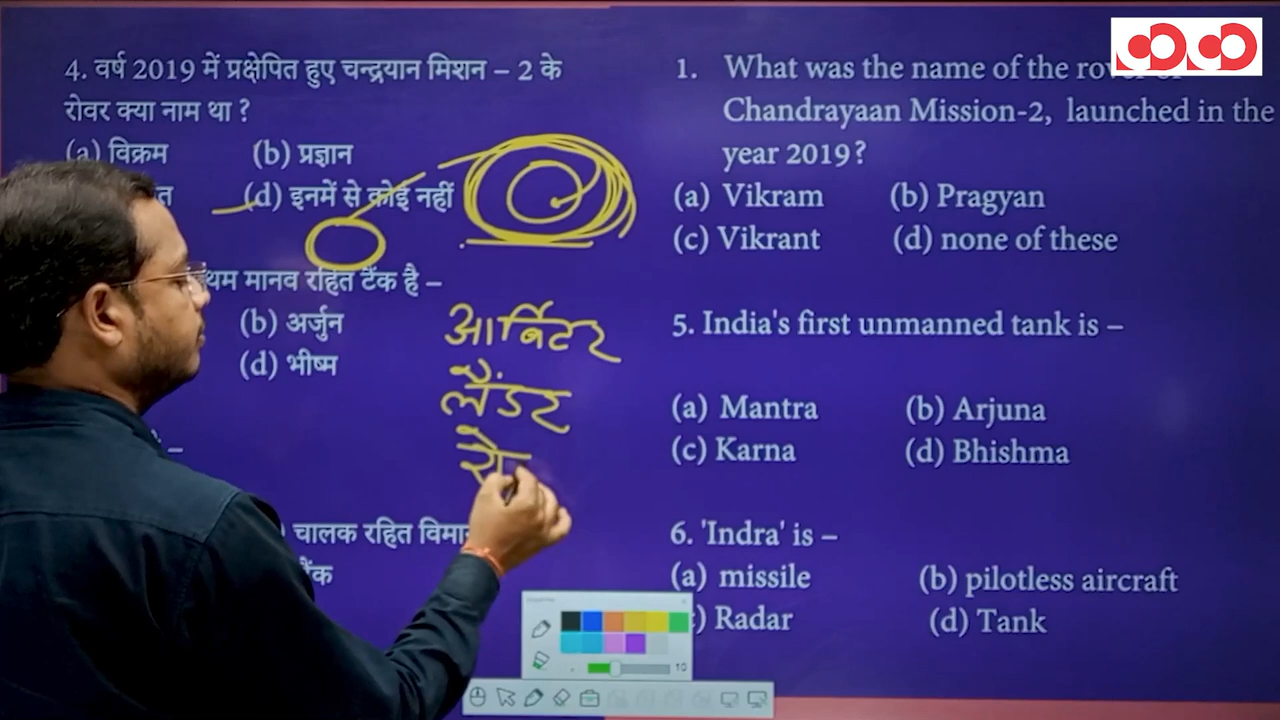 4. वर्ष 2019 में प्रक्षेपित हुए चन्द्रयान मिशन – 2 के
रोवर क्या नाम था ?
(a) विक्रम (b) प्रज्ञान
(d) इनमें से कोई नहीं
मानव रहित टैंक है –
(b) अर्जुन
(d) भीष्म
चालक रहित
आर्बिटर
लैंडर
1. What was the name of the
Chandrayaan Mission-2, launched in the
year 2019?
(a) Vikram (b) Pragyan
(c) Vikrant (d) none of these
5. India's first unmanned tank is –
(a) Mantra (b) Arjuna
(c) Karna (d) Bhishma
6. 'Indra' is –
(a) missile (b) pilotless aircraft
Radar (d) Tank
10